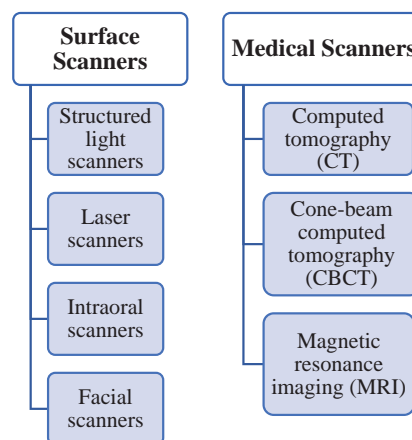 Surface
Scanners
Structured
light
scanners
Laser
scanners
Intraoral
scanners
Facial
scanners
Medical Scanners
Computed
tomography
(CT)
Cone-beam
computed
tomography
(CBCT)
Magnetic
resonance
imaging (MRI)